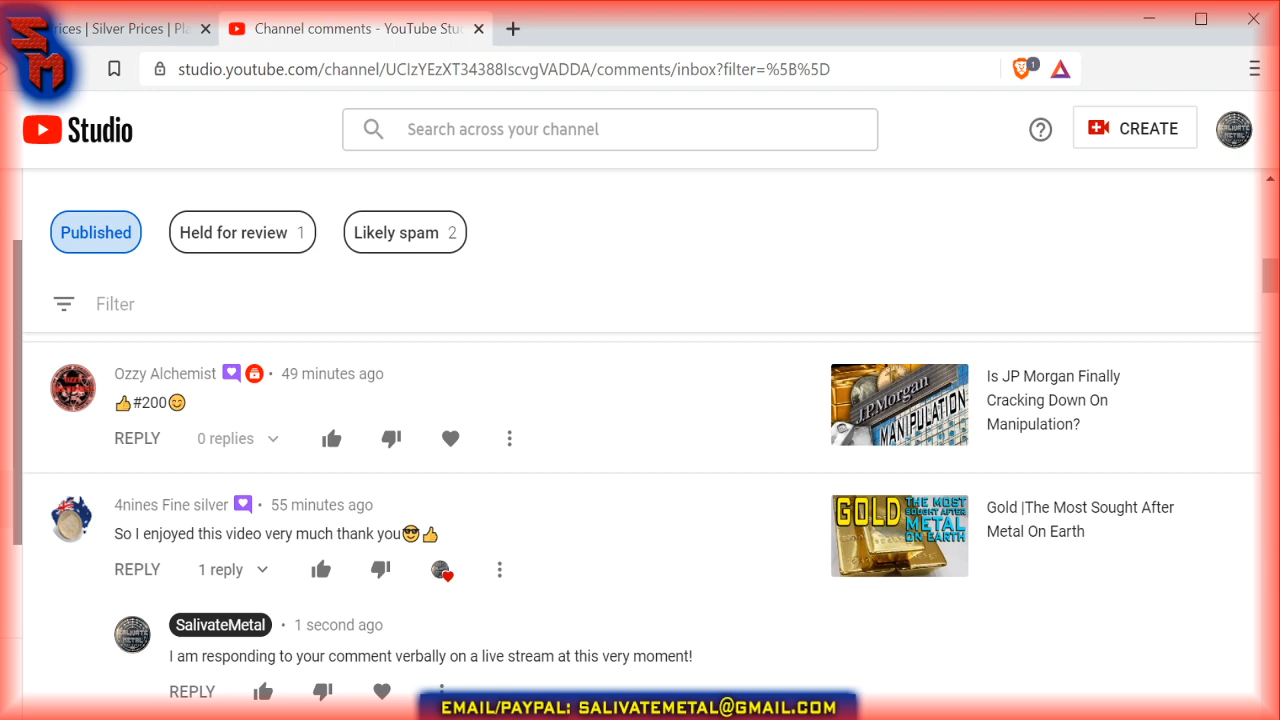 SM
rices | Silver Prices | Pla
Channel comments - YouTube Stu
studio.youtube.com/channel/UCIzYEzXT34388IscvgVADDA/comments/inbox?filter=%5B%5D
1
Studio
Search across your channel
CREATE
Published
Held for review 1
Likely spam 2
Filter
Ozzy Alchemist • 49 minutes ago
👍#200😊
REPLY 0 replies
J.P.Morgan
MANIPULATION
Is JP Morgan Finally
Cracking Down On
Manipulation?
4nines Fine silver • 55 minutes ago
So I enjoyed this video very much thank you😎👍
REPLY 1 reply
GOLD THE MOST
SOUGHT AFTER
METAL
ON EARTH
Gold |The Most Sought After
Metal On Earth
SalivateMetal • 1 second ago
I am responding to your comment verbally on a live stream at this very moment!
REPLY
EMAIL/PAYPAL: SALIVATEMETAL@GMAIL.COM